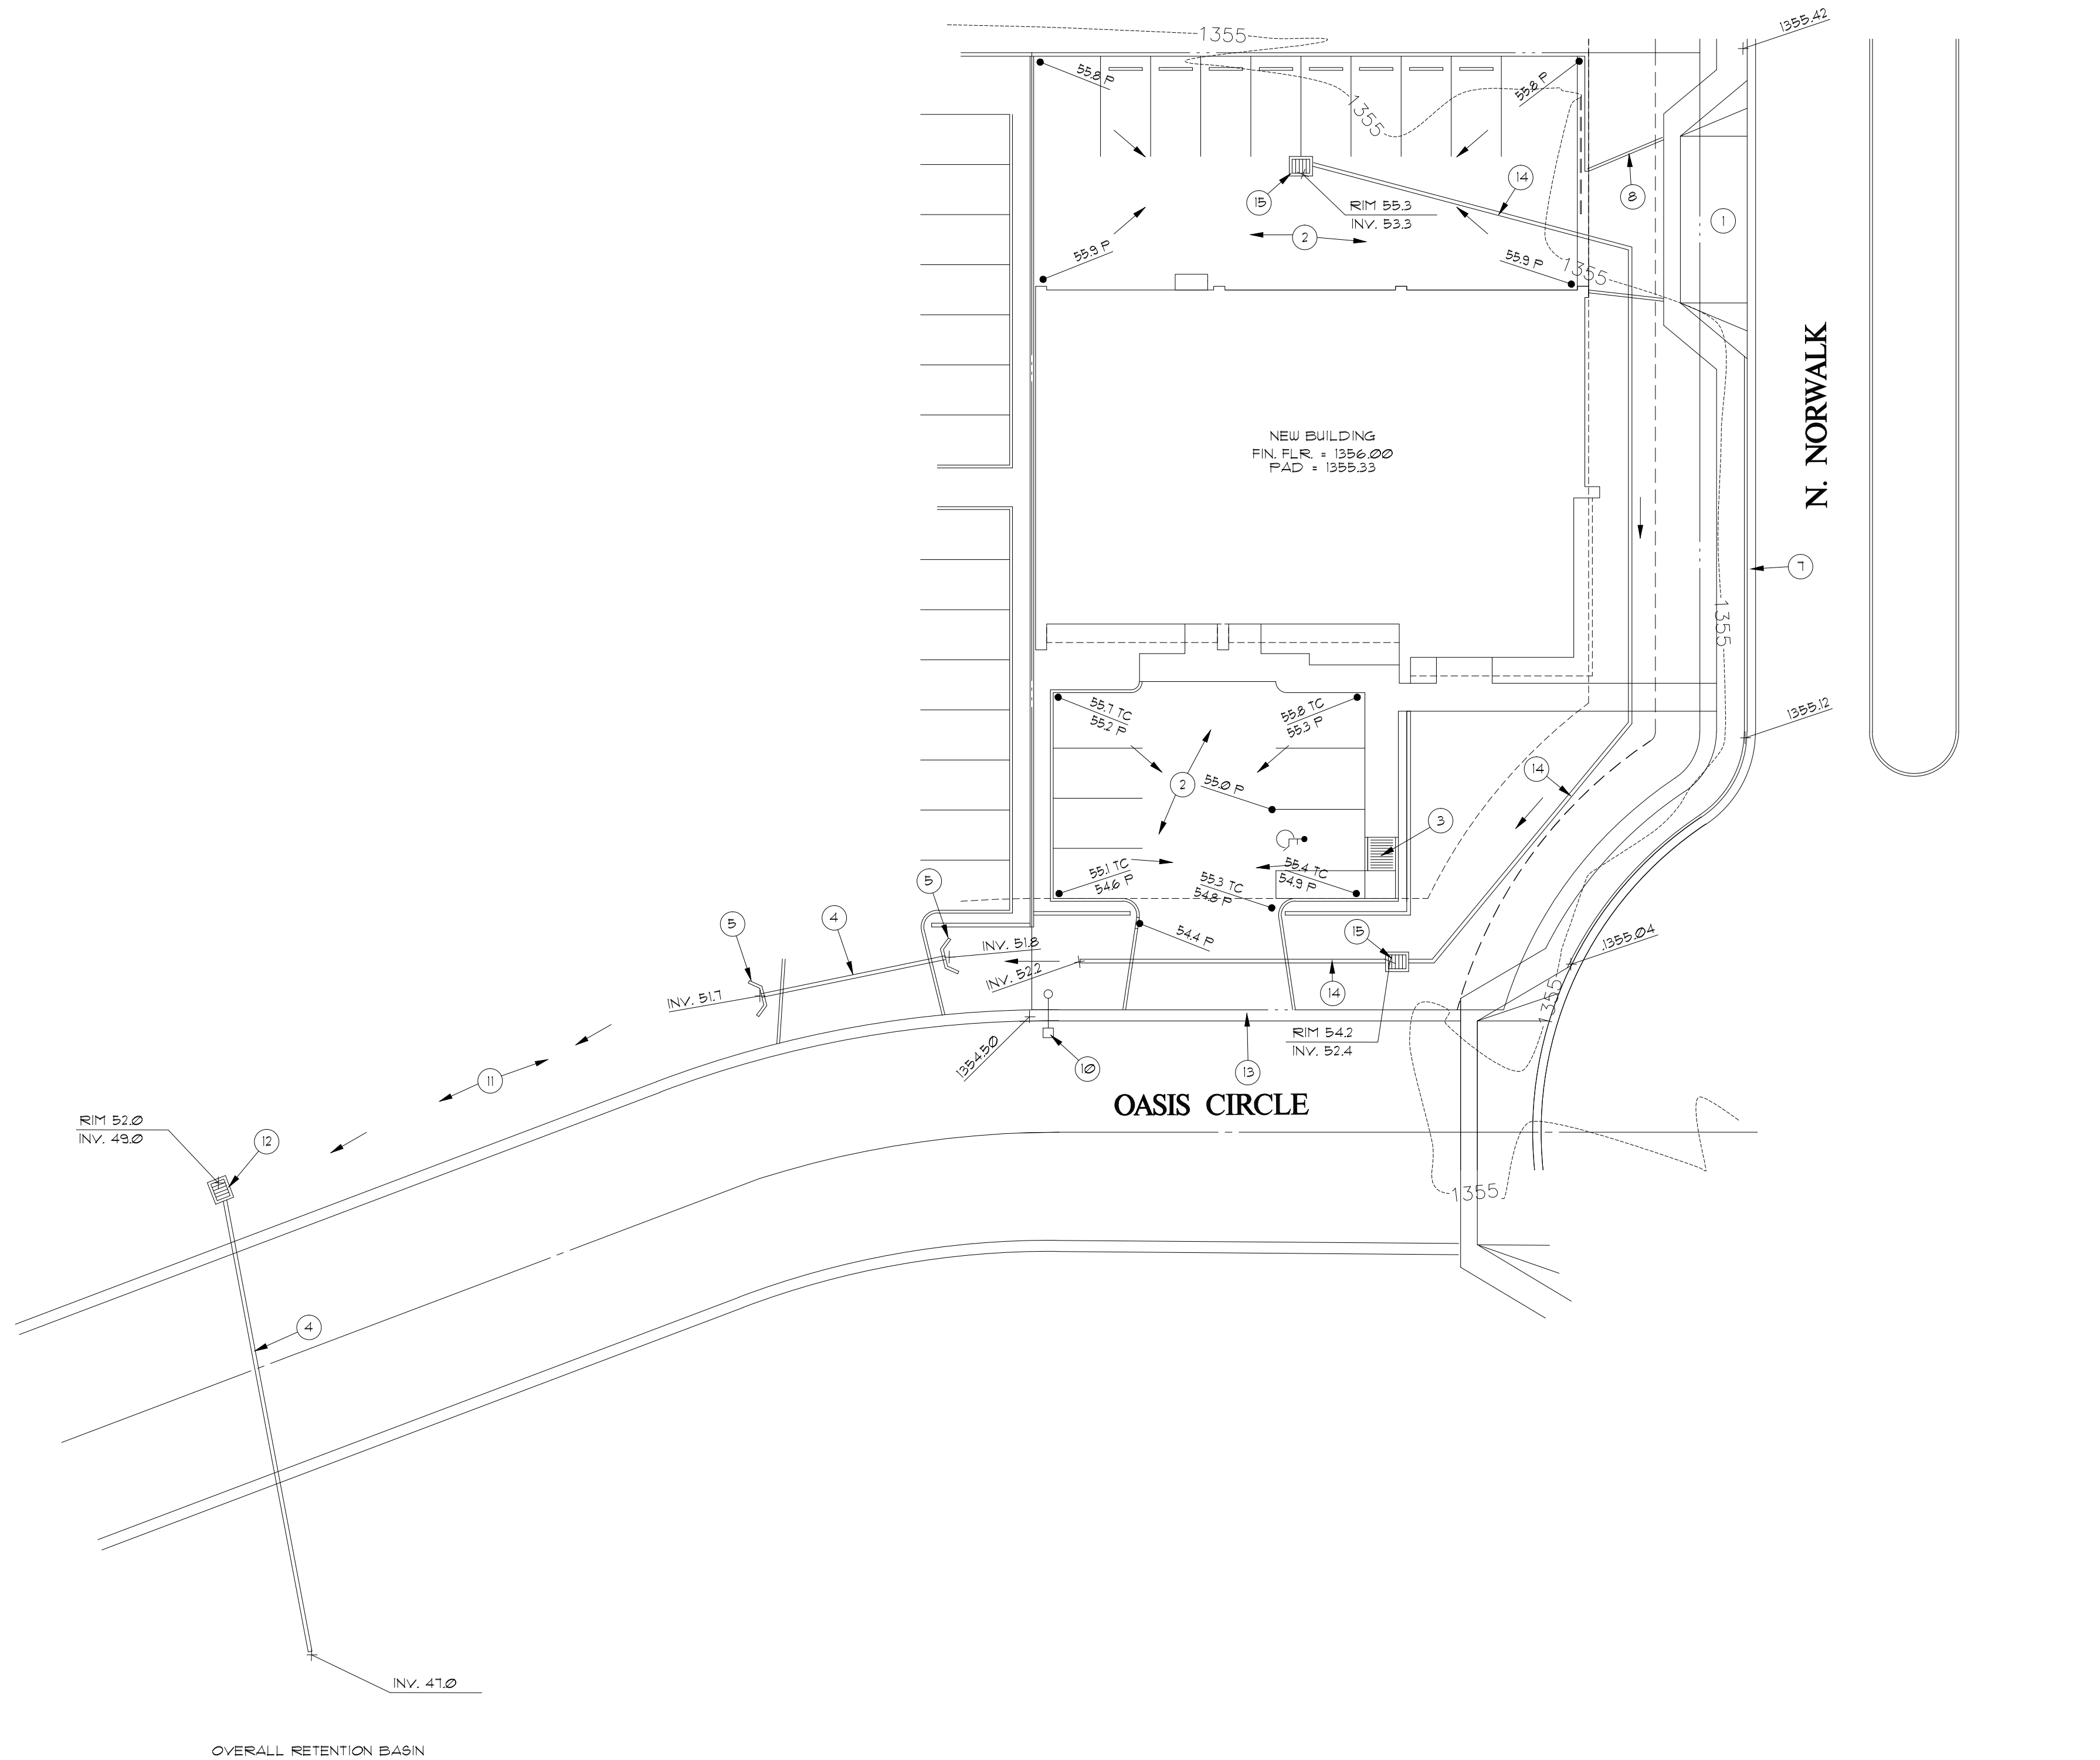 1355
1355.42
55.8 P
55.8 P
1355
14
8
15
RIM 55.3
INV. 53.3
1
2
55.9 P
55.9 P
1355
N. NORWALK
NEW BUILDING
FIN. FLR. = 1356.00
PAD = 1355.33
7
1355
55.7 TC
55.2 P
55.8 TC
55.3 P
1355.12
2
55.0 P
14
3
55.1 TC
54.6 P
55.4 TC
54.9 P
55.3 TC
54.8 P
5
5
4
54.4 P
15
1355.04
INV. 51.8
INV. 52.2
INV. 51.7
14
1355
RIM 54.2
INV. 52.4
1354.50
10
13
11
OASIS CIRCLE
RIM 52.0
INV. 49.0
12
1355
4
INV. 47.0
OVERALL RETENTION BASIN